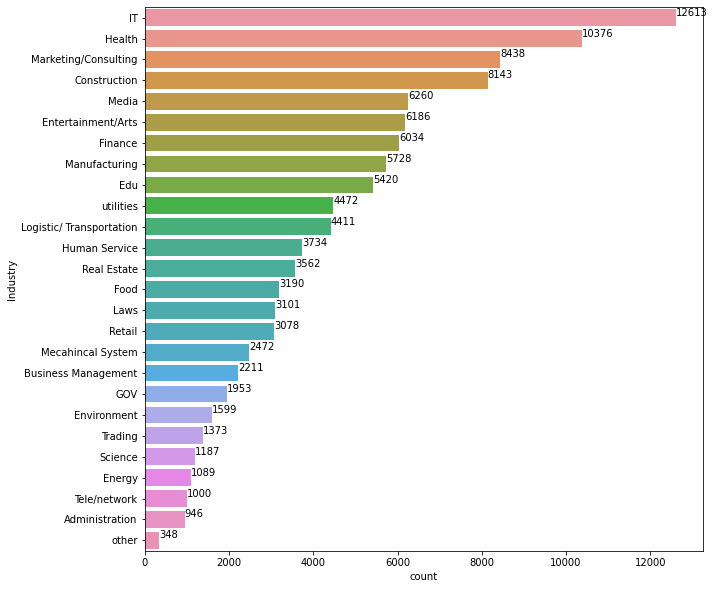 IT 12613
Health 10376
Marketing/Consulting 8438
Construction 8143
Media 6260
Entertainment/Arts 6186
Finance 6034
Manufacturing 5728
Edu 5420
utilities 4472
Logistic/ Transportation 4411
Human Service 3734
Real Estate 3562
Food 3190
Laws 3101
Retail 3078
Mecahincal System 2472
Business Management 2211
GOV 1953
Environment 1599
Trading 1373
Science 1187
Energy 1089
Tele/network 1000
Administration 946
other 348
Industry
0 2000 4000 6000 8000 10000 12000
count